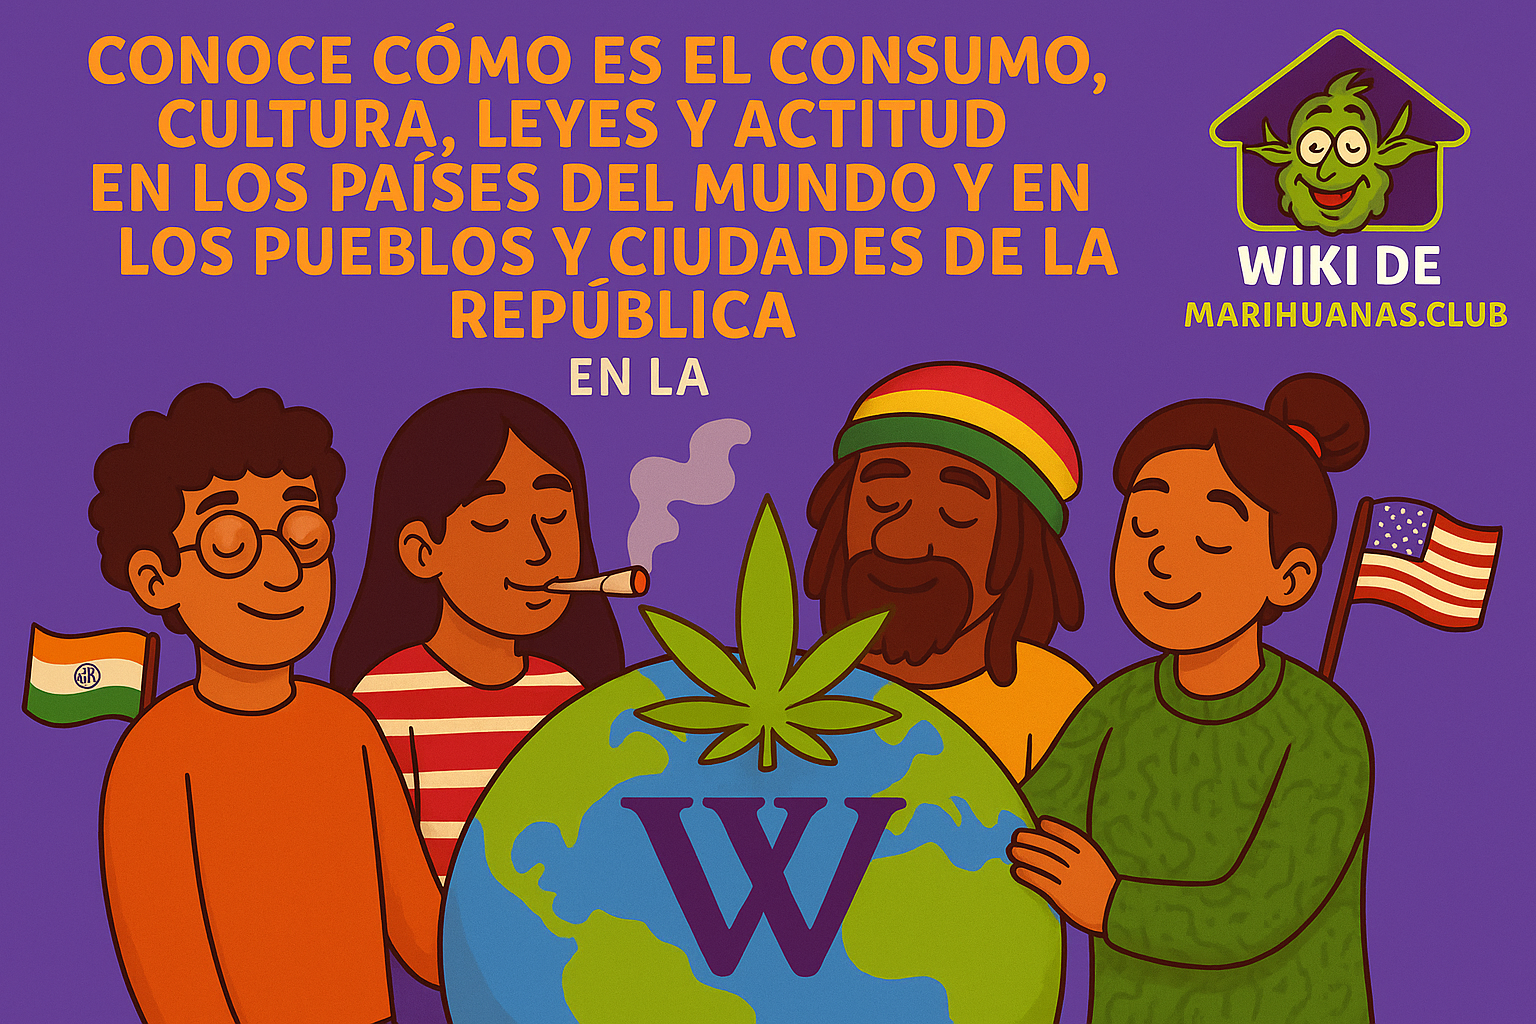 CONOCE CÓMO ES EL CONSUMO,
CULTURA, LEYES Y ACTITUD
EN LOS PAÍSES DEL MUNDO Y EN
LOS PUEBLOS Y CIUDADES DE LA
REPÚBLICA
EN LA
WIKI DE
MARIHUANAS.CLUB
W